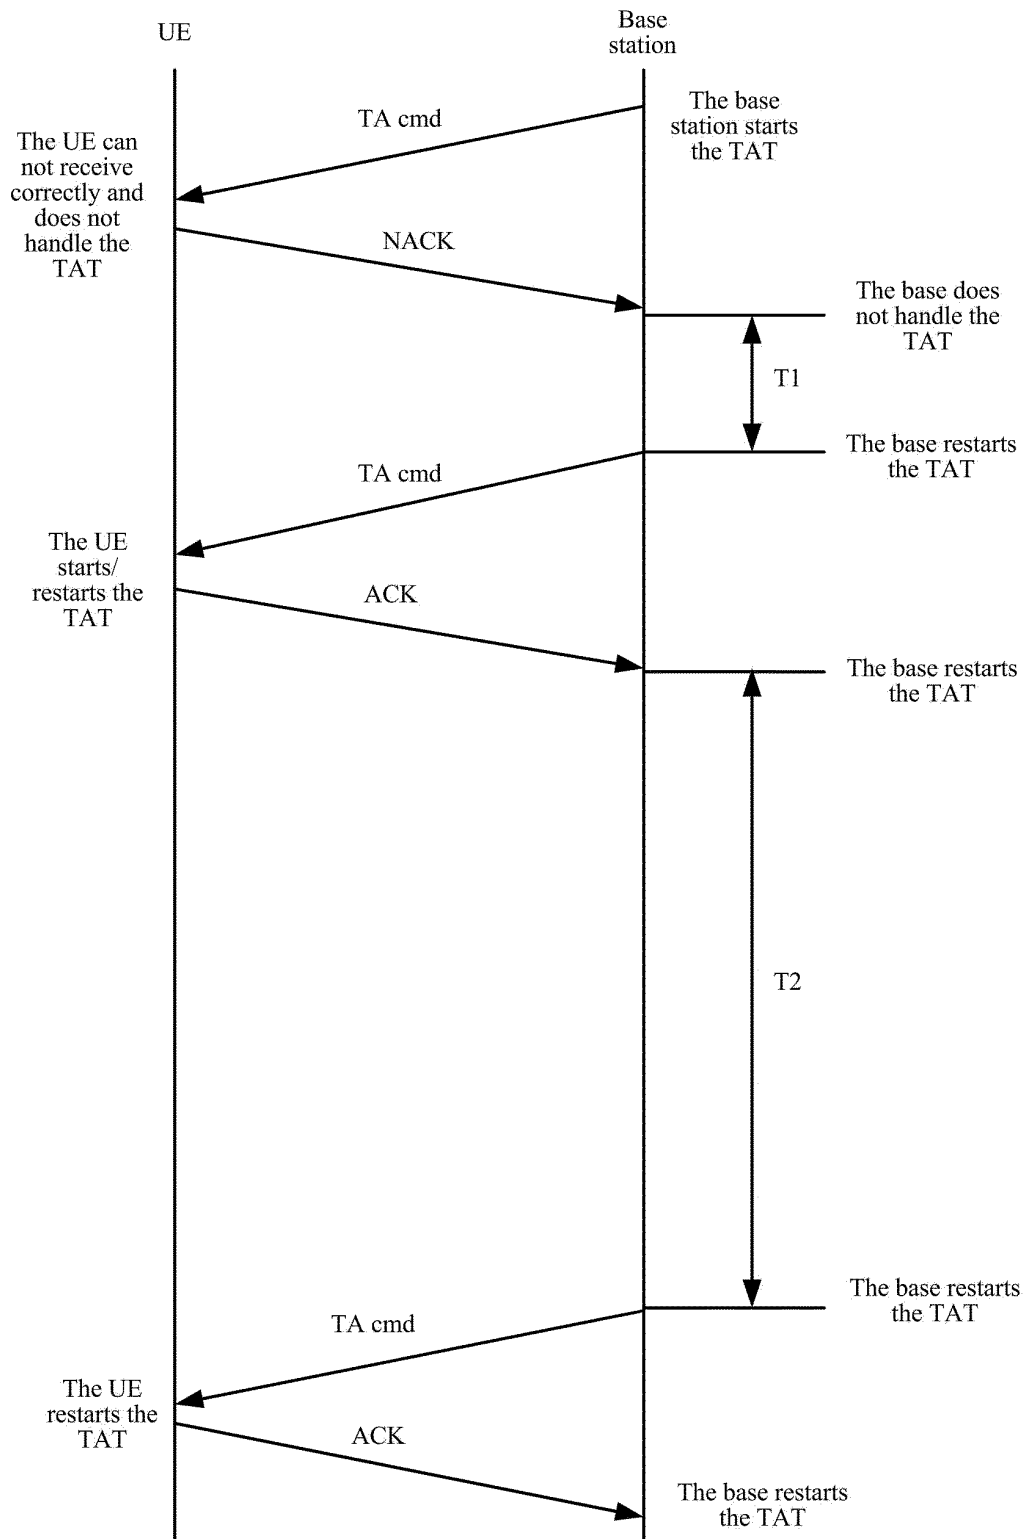 UE
Base
station
TA cmd
The base
station starts
the TAT
The UE can
not receive
correctly and
does not
handle the
TAT
NACK
The base does
not handle the
TAT
T1
The base restarts
the TAT
TA cmd
The UE
starts/
restarts the
TAT
ACK
The base restarts
the TAT
T2
The base restarts
the TAT
TA cmd
The UE
restarts the
TAT
ACK
The base restarts
the TAT